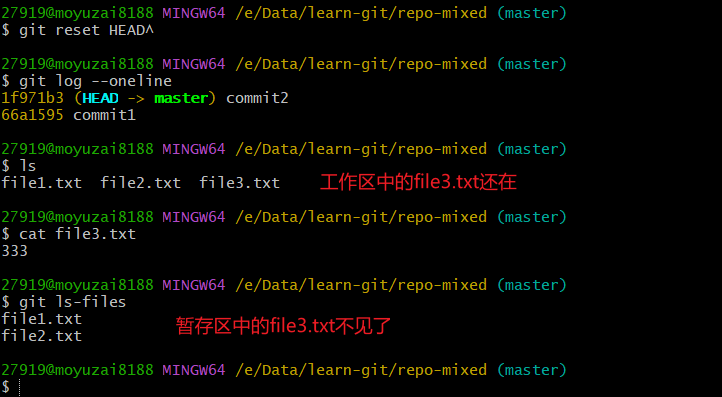 27919@moyuzai8188 MINGW64 /e/Data/learn-git/repo-mixed (master)
$ git reset HEAD^
27919@moyuzai8188 MINGW64 /e/Data/learn-git/repo-mixed (master)
$ git log --oneline
1f971b3 (HEAD -> master) commit2
66a1595 commit1
27919@moyuzai8188 MINGW64 /e/Data/learn-git/repo-mixed (master)
$ ls
file1.txt  file2.txt  file3.txt 工作区中的file3.txt还在
27919@moyuzai8188 MINGW64 /e/Data/learn-git/repo-mixed (master)
$ cat file3.txt
333
27919@moyuzai8188 MINGW64 /e/Data/learn-git/repo-mixed (master)
$ git ls-files
file1.txt
暂存区中的file3.txt不见了
file2.txt
27919@moyuzai8188 MINGW64 /e/Data/learn-git/repo-mixed (master)
$